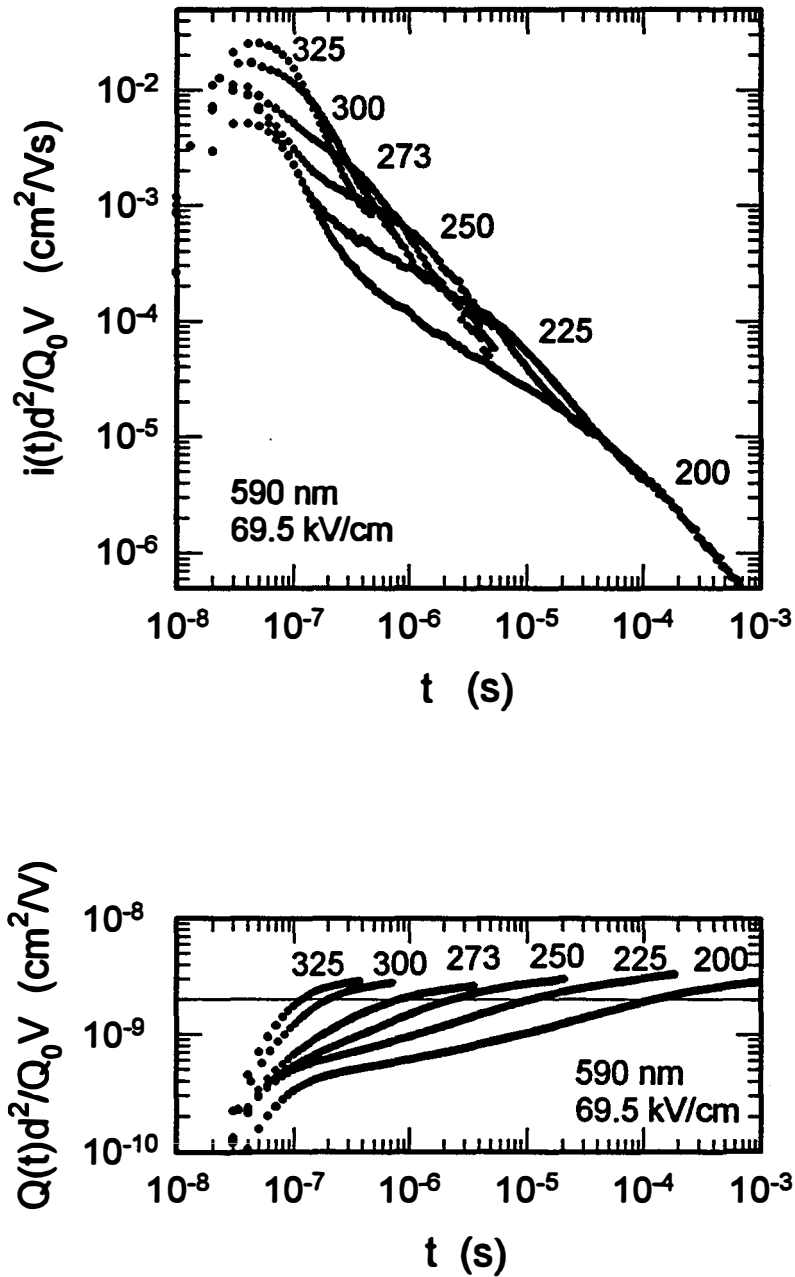 i(t)d²/Q₀V (cm²/Vs)
10⁻²
10⁻³
10⁻⁴
10⁻⁵
10⁻⁶
325
300
273
250
225
200
590 nm
69.5 kV/cm
10⁻⁸ 10⁻⁷ 10⁻⁶ 10⁻⁵ 10⁻⁴ 10⁻³
t (s)
Q(t)d²/Q₀V (cm²/V)
10⁻⁸
10⁻⁹
10⁻¹⁰
325 300 273 250 225 200
590 nm
69.5 kV/cm
10⁻⁸ 10⁻⁷ 10⁻⁶ 10⁻⁵ 10⁻⁴ 10⁻³
t (s)